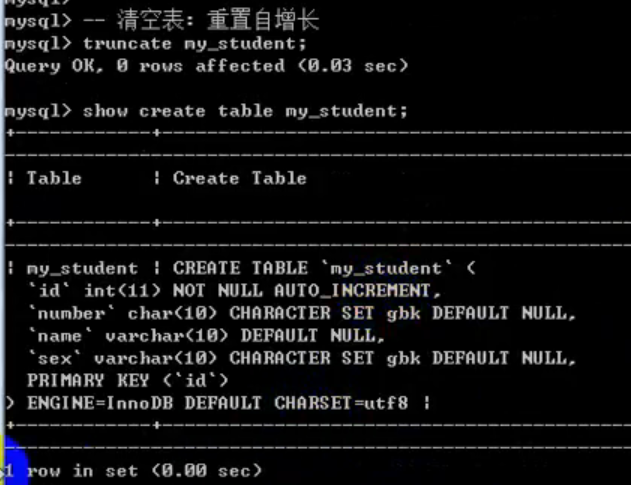 mysql>
mysql> -- 清空表：重置自增长
mysql> truncate my_student;
Query OK, 0 rows affected (0.03 sec)
mysql> show create table my_student;
+-----------+--------------------------------------
---------------------------------------------------
| Table | Create Table
+-----------+--------------------------------------
---------------------------------------------------
| my_student | CREATE TABLE `my_student` (
`id` int(11) NOT NULL AUTO_INCREMENT,
`number` char(10) CHARACTER SET gbk DEFAULT NULL,
`name` varchar(10) DEFAULT NULL,
`sex` varchar(10) CHARACTER SET gbk DEFAULT NULL,
PRIMARY KEY (`id`)
) ENGINE=InnoDB DEFAULT CHARSET=utf8 |
+-----------+--------------------------------------
---------------------------------------------------
1 row in set (0.00 sec)